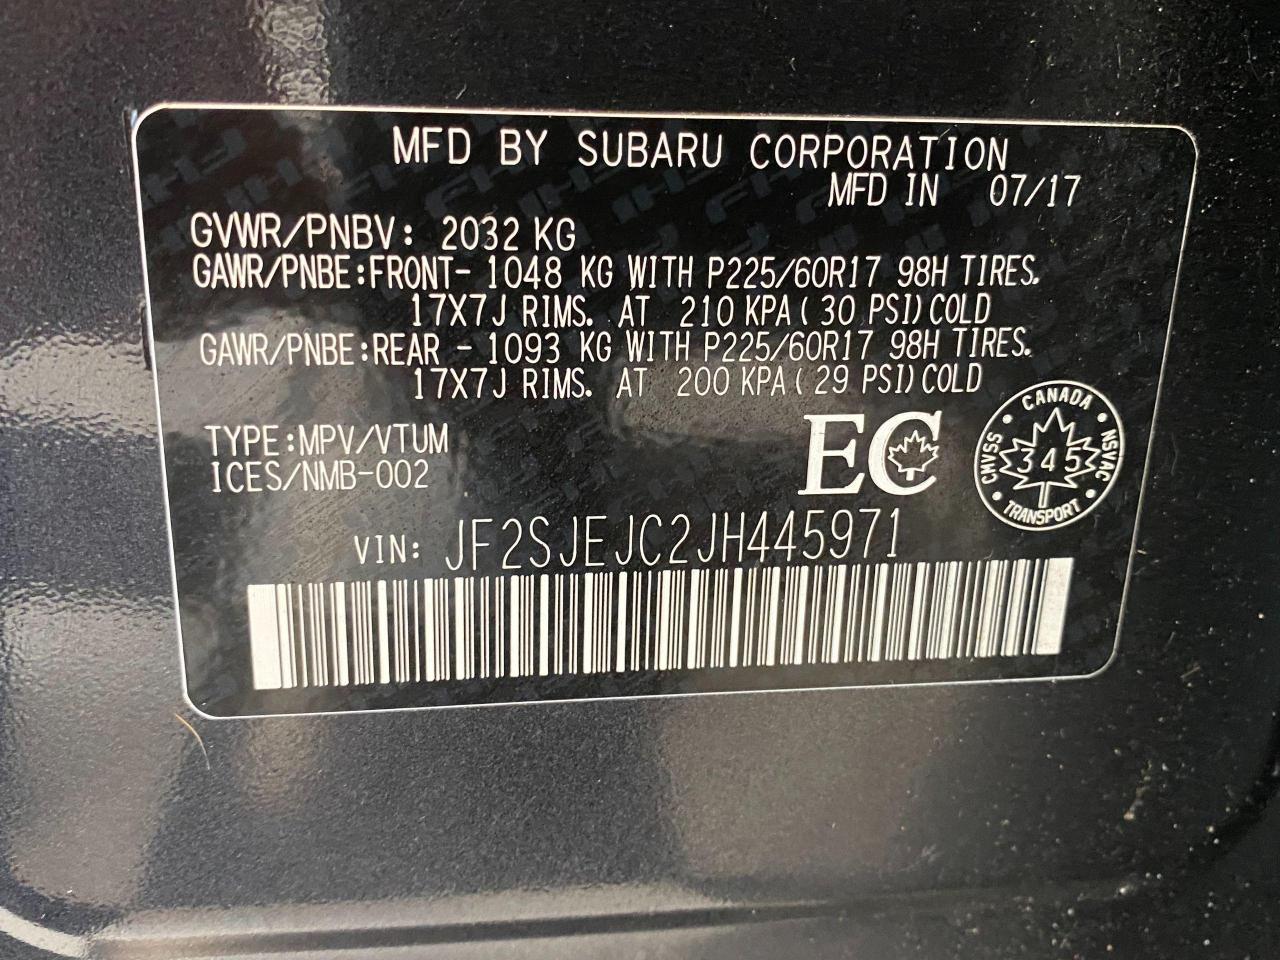 MFD BY SUBARU CORPORATION
MFD IN 07/17
GVWR/PNBV: 2032 KG
GAWR/PNBE:FRONT- 1048 KG WITH P225/60R17 98H TIRES.
17X7J RIMS. AT 210 KPA(30 PSI)COLD
GAWR/PNBE:REAR - 1093 KG WITH P225/60R17 98H TIRES.
17X7J RIMS. AT 200 KPA(29 PSI)COLD
TYPE:MPV/VTUM
ICES/NMB-002
EC
CANADA
CMVSS 345 NSVAC
TRANSPORT
VIN: JF2SJEJC2JH445971